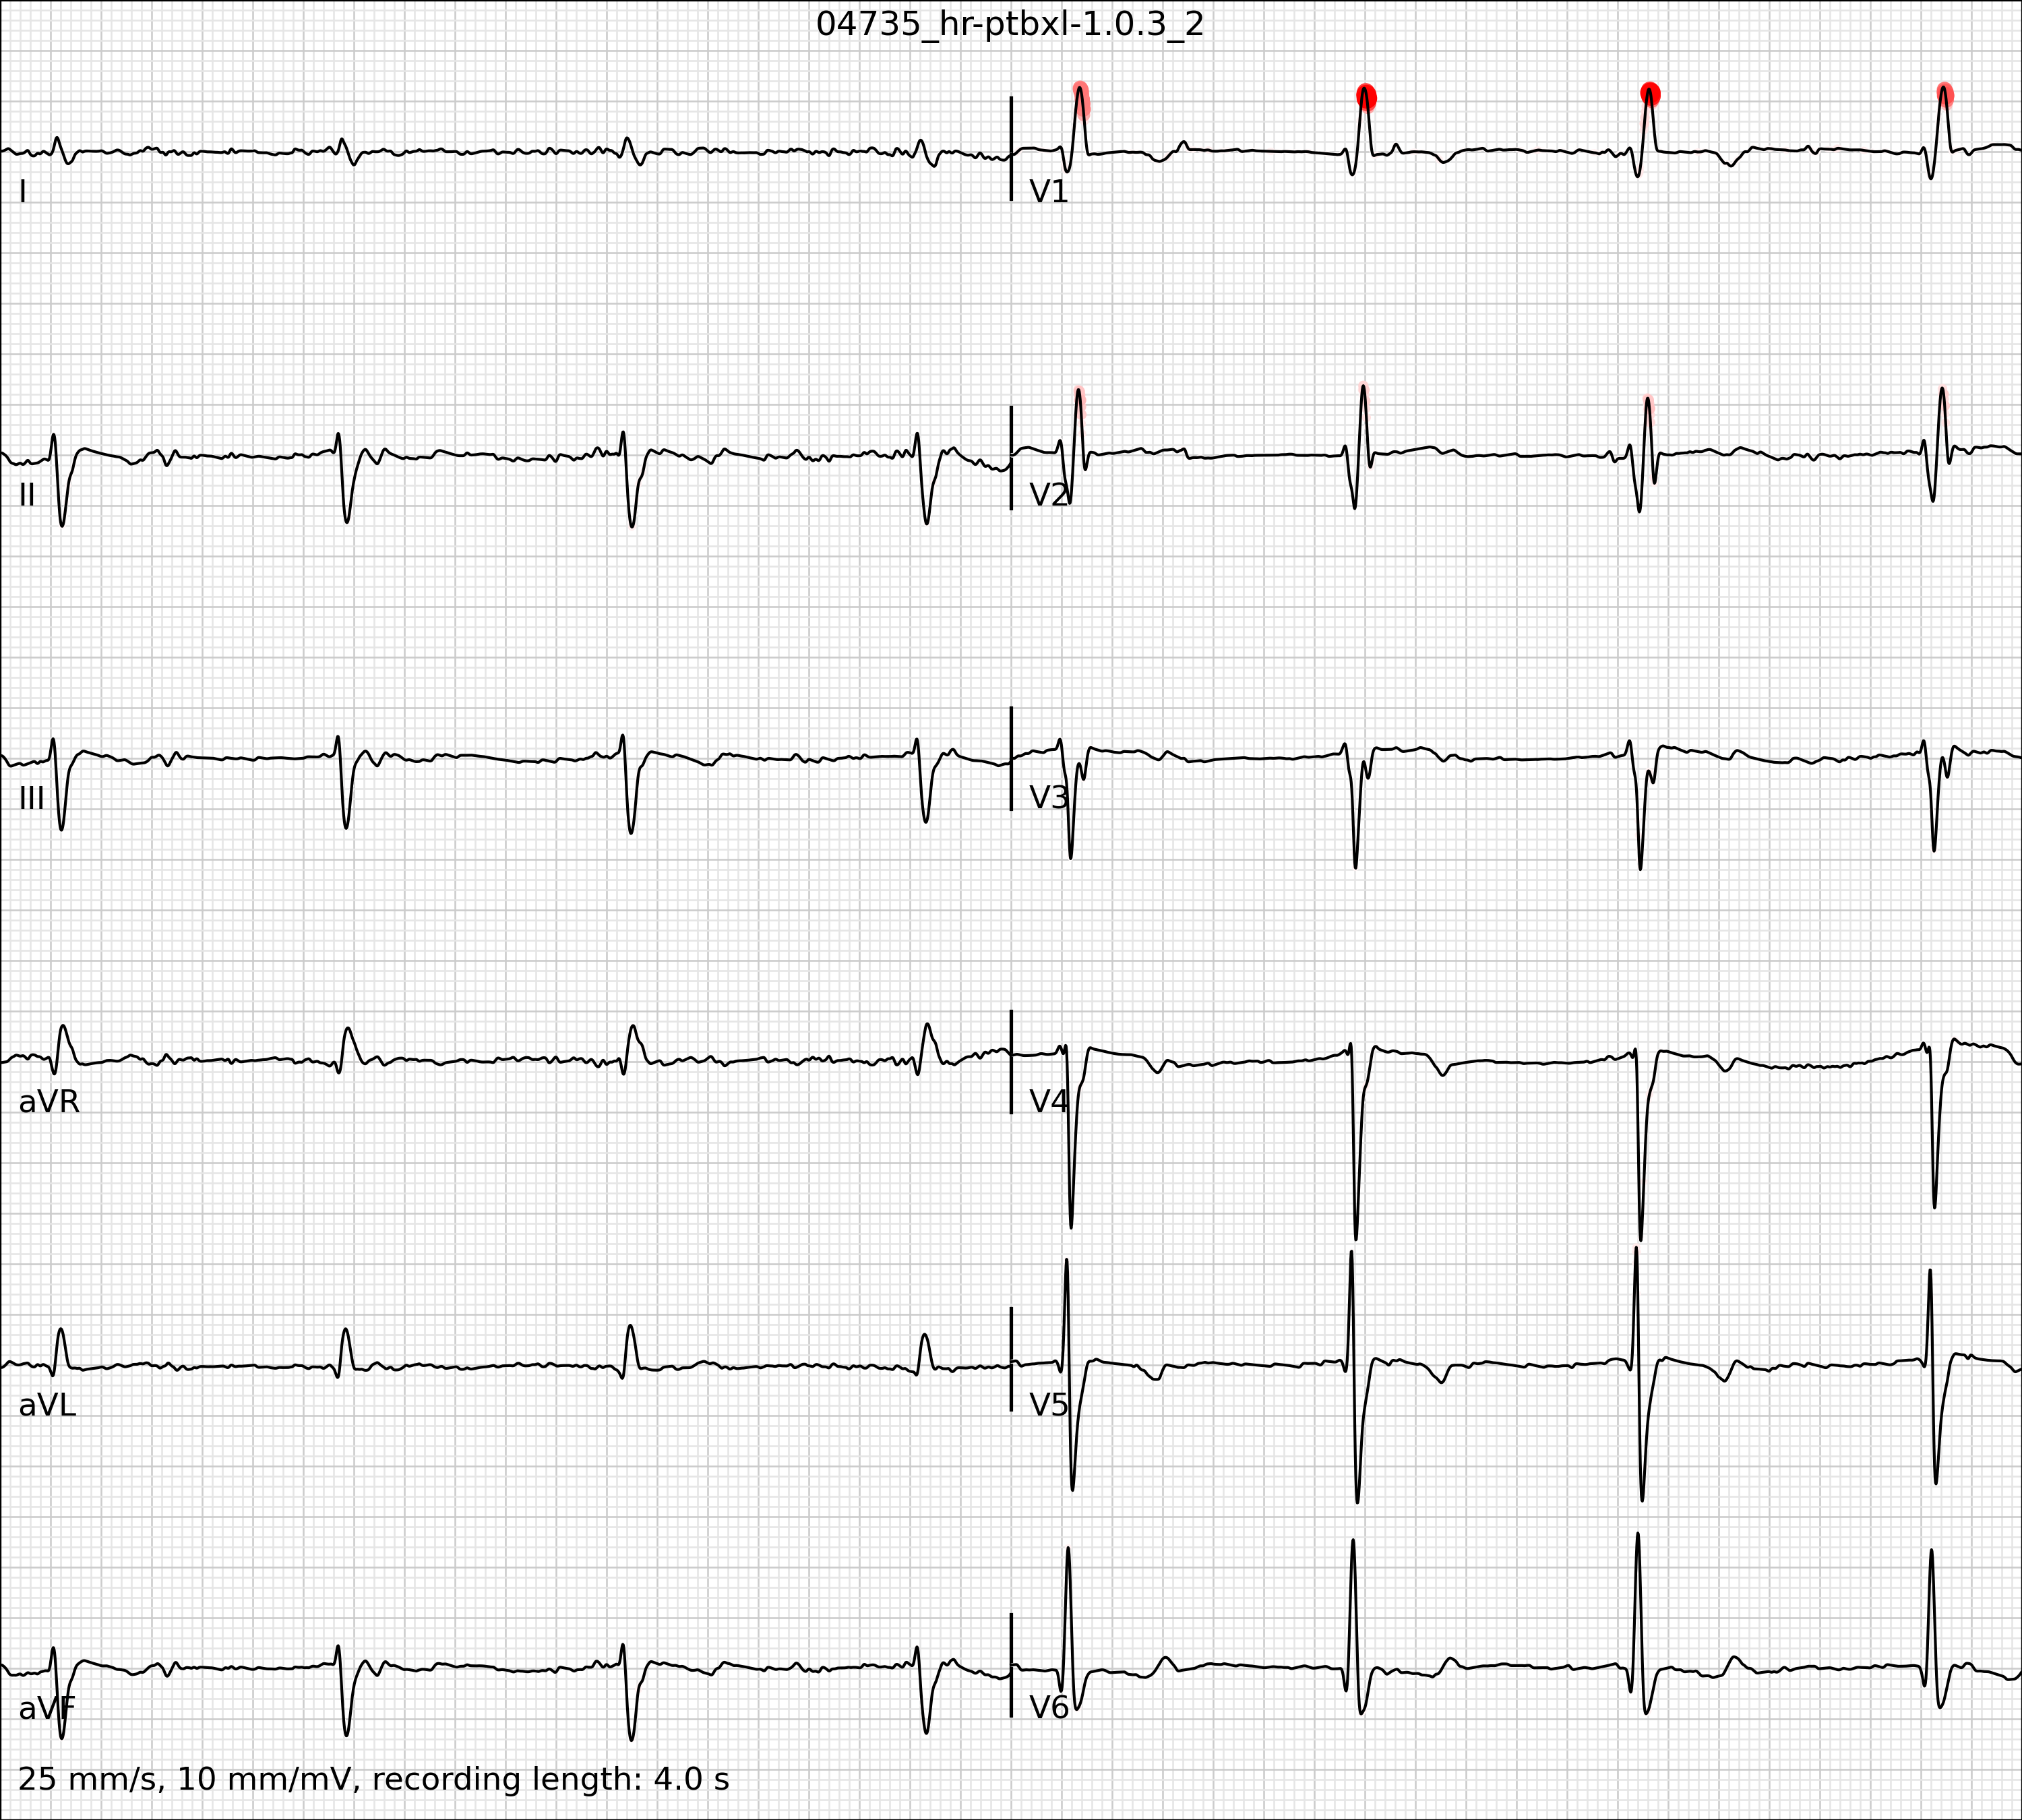 04735_hr-ptbxl-1.0.3_2
I
V1
II
V2
III
V3
aVR
V4
aVL
V5
aVF
V6
25 mm/s, 10 mm/mV, recording length: 4.0 s